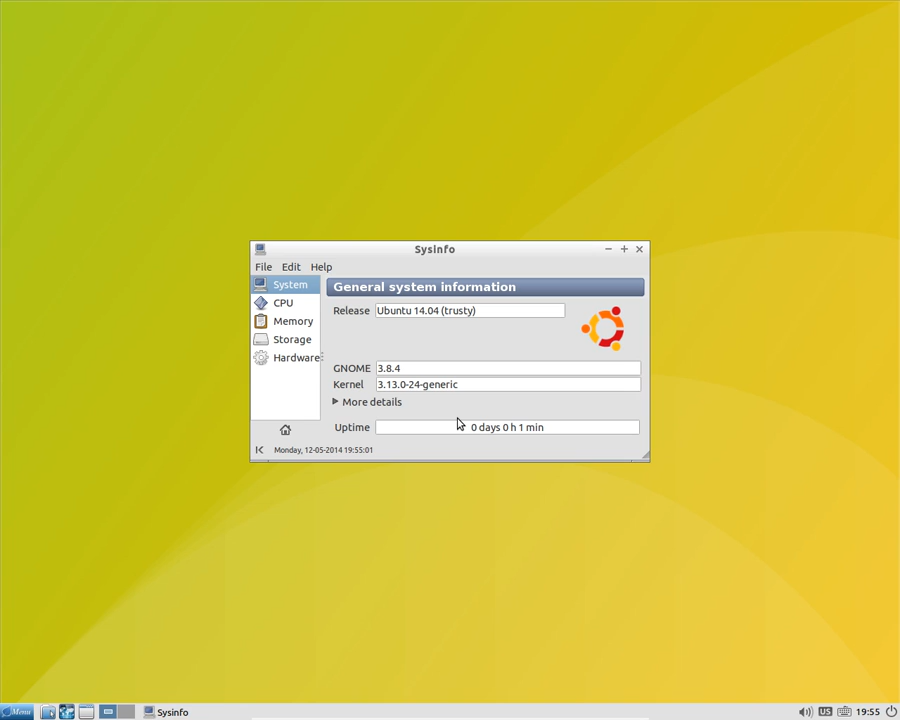 SysInfo
File Edit Help
System
CPU
Memory
Storage
Hardware
General system information
Release Ubuntu 14.04 (trusty)
GNOME 3.8.4
Kernel 3.13.0-24-generic
More details
Uptime 0 days 0 h 1 min
Monday, 12-05-2014 19:55:01
Menu Sysinfo US 19:55